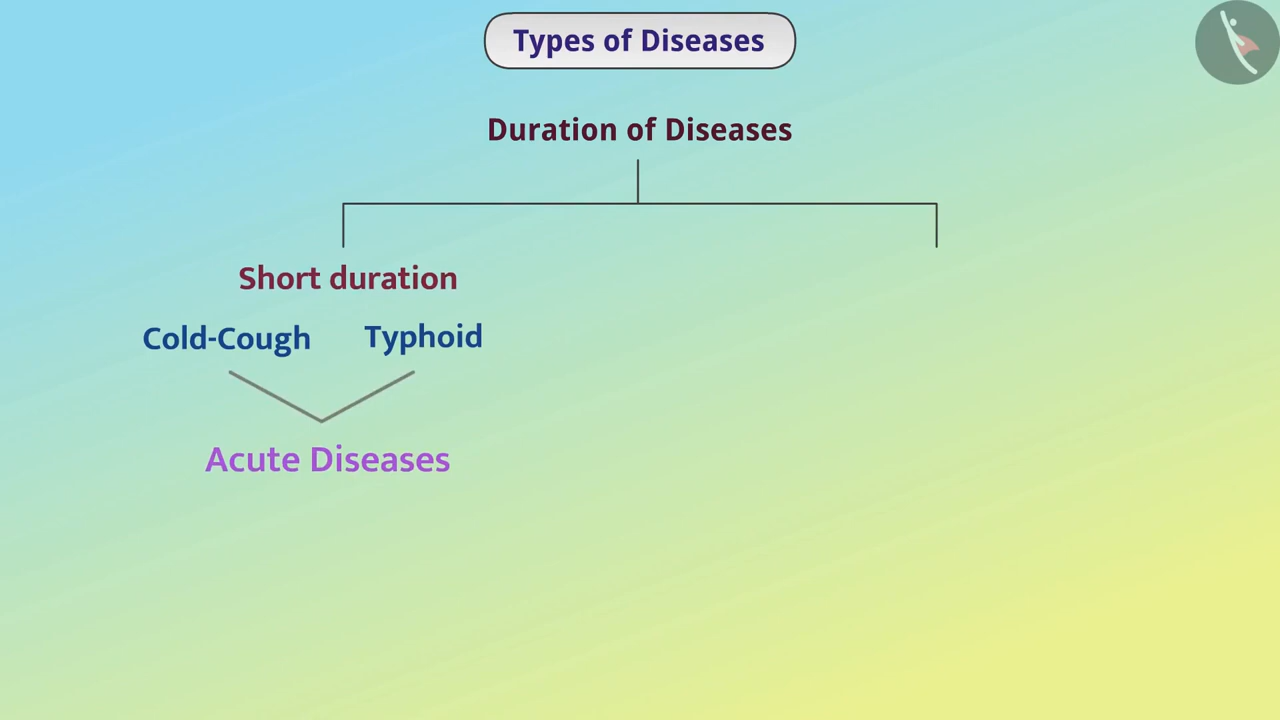 Types of Diseases
Duration of Diseases
Short duration
Cold-Cough Typhoid
Acute Diseases